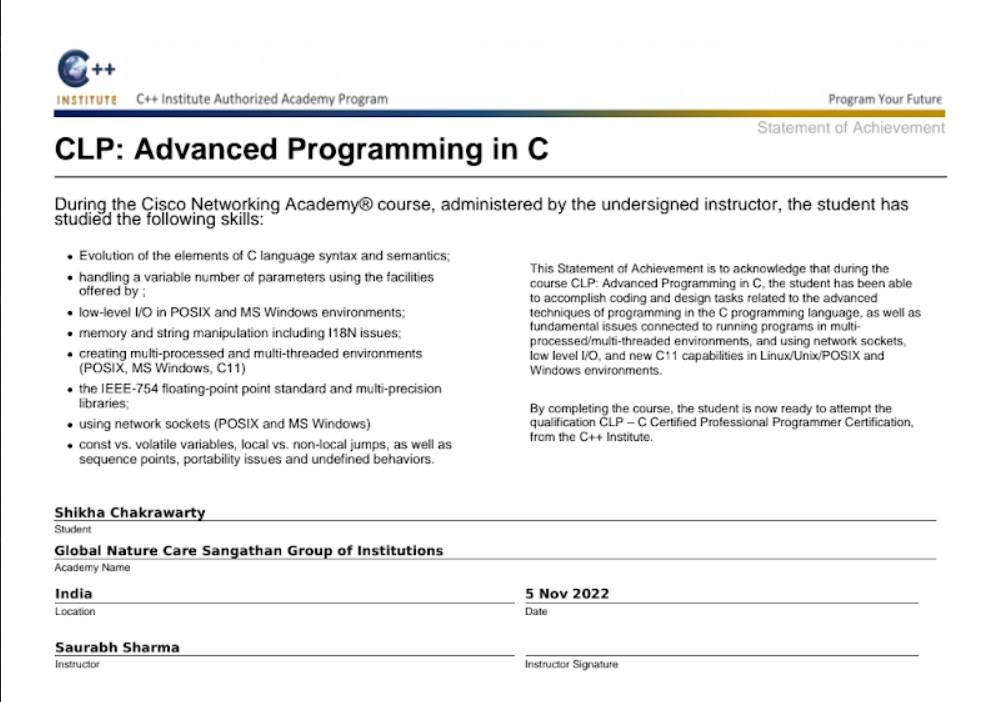 C++
INSTITUTE
C++ Institute Authorized Academy Program
Program Your Future
Statement of Achievement
CLP: Advanced Programming in C
During the Cisco Networking Academy® course, administered by the undersigned instructor, the student has
studied the following skills:
• Evolution of the elements of C language syntax and semantics;
• handling a variable number of parameters using the facilities
offered by ;
• low-level I/O in POSIX and MS Windows environments;
• memory and string manipulation including I18N issues;
• creating multi-processed and multi-threaded environments
(POSIX, MS Windows, C11)
• the IEEE-754 floating-point point standard and multi-precision
libraries;
• using network sockets (POSIX and MS Windows)
• const vs. volatile variables, local vs. non-local jumps, as well as
sequence points, portability issues and undefined behaviors.
This Statement of Achievement is to acknowledge that during the
course CLP: Advanced Programming in C, the student has been able
to accomplish coding and design tasks related to the advanced
techniques of programming in the C programming language, as well as
fundamental issues connected to running programs in multi-
processed/multi-threaded environments, and using network sockets,
low level I/O, and new C11 capabilities in Linux/Unix/POSIX and
Windows environments.
By completing the course, the student is now ready to attempt the
qualification CLP – C Certified Professional Programmer Certification,
from the C++ Institute.
Shikha Chakrawarty
Student
Global Nature Care Sangathan Group of Institutions
Academy Name
India
Location
5 Nov 2022
Date
Saurabh Sharma
Instructor
Instructor Signature